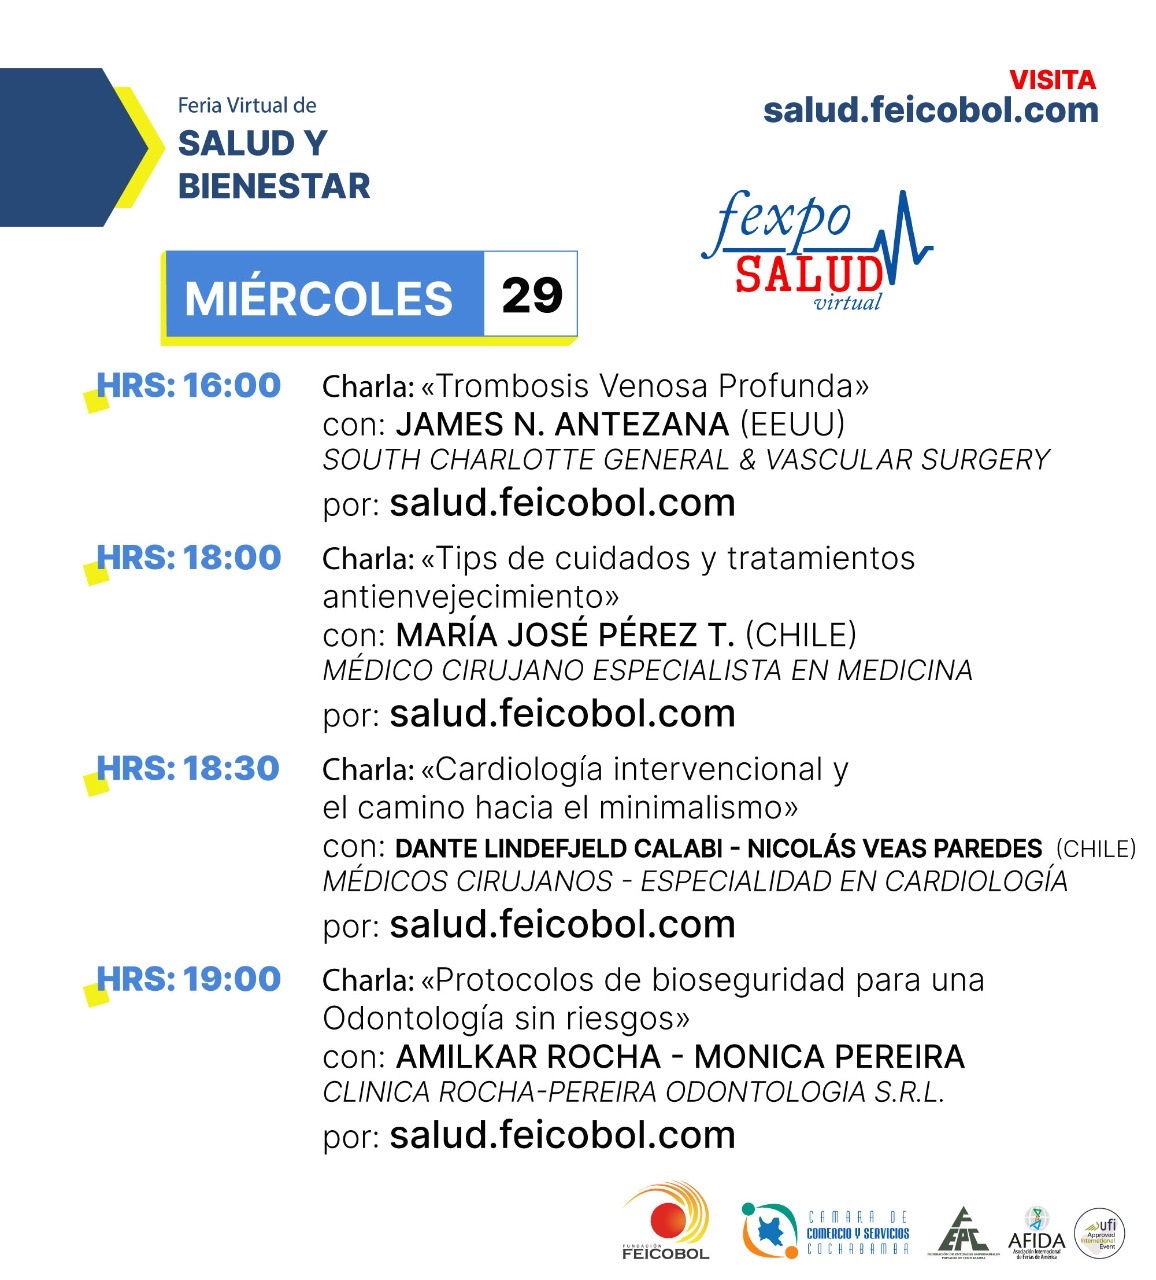 VISITA
salud.feicobol.com
Feria Virtual de
SALUD Y
BIENESTAR
fexpo
SALUD
virtual
MIÉRCOLES 29
HRS: 16:00
Charla: «Trombosis Venosa Profunda»
con: JAMES N. ANTEZANA (EEUU)
SOUTH CHARLOTTE GENERAL & VASCULAR SURGERY
por: salud.feicobol.com
HRS: 18:00
Charla: «Tips de cuidados y tratamientos
antienvejecimiento»
con: MARÍA JOSÉ PÉREZ T. (CHILE)
MÉDICO CIRUJANO ESPECIALISTA EN MEDICINA
por: salud.feicobol.com
HRS: 18:30
Charla: «Cardiología intervencional y
el camino hacia el minimalismo»
con: DANTE LINDEFJELD CALABI - NICOLÁS VEAS PAREDES (CHILE)
MÉDICOS CIRUJANOS - ESPECIALIDAD EN CARDIOLOGÍA
por: salud.feicobol.com
HRS: 19:00
Charla: «Protocolos de bioseguridad para una
Odontología sin riesgos»
con: AMILKAR ROCHA - MONICA PEREIRA
CLINICA ROCHA-PEREIRA ODONTOLOGIA S.R.L.
por: salud.feicobol.com
FUNDACIÓN
FEICOBOL
CAMARA DE
COMERCIO Y SERVICIOS
COCHABAMBA
FEPC
AFIDA
Asociación Internacional
de Ferias de América
ufi
Approved
International
Event